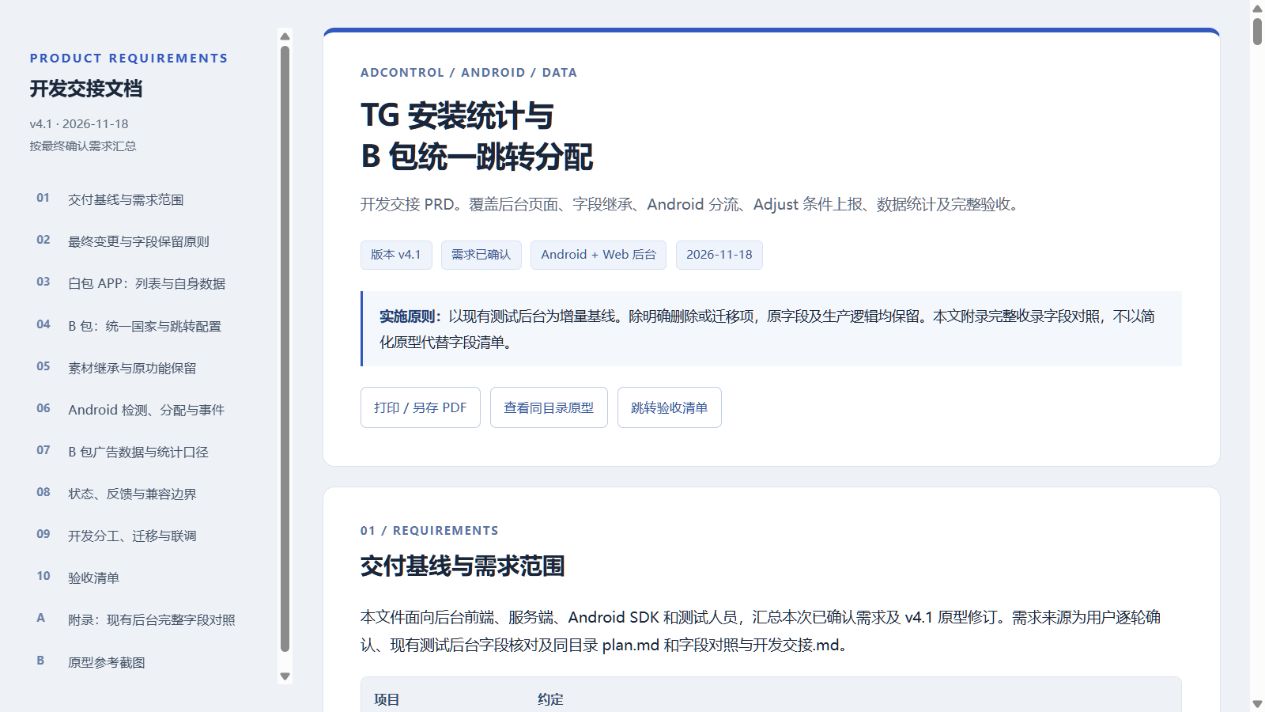 PRODUCT REQUIREMENTS
开发交接文档
v4.1 · 2026-11-18
按最终确认需求汇总
01 交付基线与需求范围
02 最终变更与字段保留原则
03 白包 APP：列表与自身数据
04 B 包：统一国家与跳转配置
05 素材继承与原功能保留
06 Android 检测、分配与事件
07 B 包广告数据与统计口径
08 状态、反馈与兼容边界
09 开发分工、迁移与联调
10 验收清单
A 附录：现有后台完整字段对照
B 原型参考截图
ADCONTROL / ANDROID / DATA
TG 安装统计与
B 包统一跳转分配
开发交接 PRD。覆盖后台页面、字段继承、Android 分流、Adjust 条件上报、数据统计及完整验收。
版本 v4.1 需求已确认 Android + Web 后台 2026-11-18
实施原则：以现有测试后台为增量基线。除明确删除或迁移项，原字段及生产逻辑均保留。本文附录完整收录字段对照，不以简
化原型代替字段清单。
打印 / 另存 PDF 查看同目录原型 跳转验收清单
01 / REQUIREMENTS
交付基线与需求范围
本文件面向后台前端、服务端、Android SDK 和测试人员，汇总本次已确认需求及 v4.1 原型修订。需求来源为用户逐轮确
认、现有测试后台字段核对及同目录 plan.md 和字段对照与开发交接.md。
项目 约定